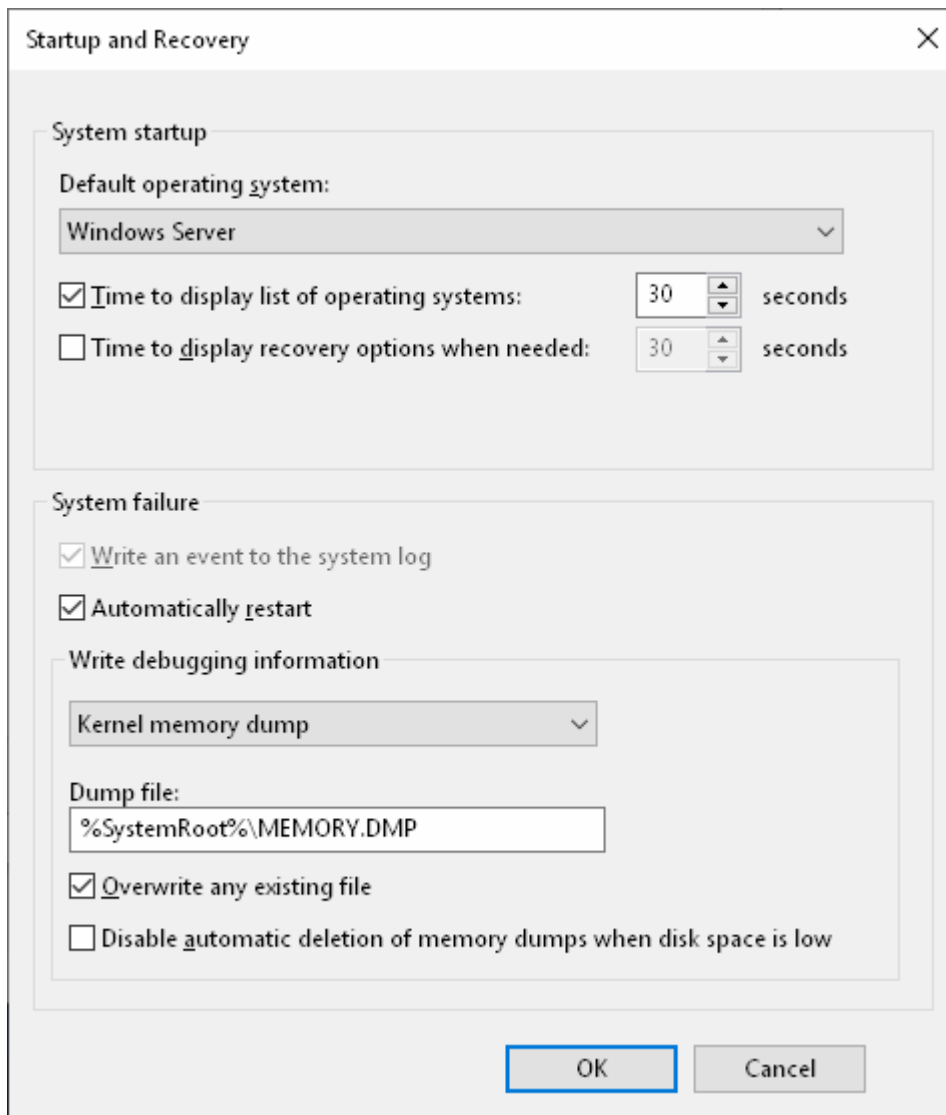 Startup and Recovery
System startup
Default operating system:
Windows Server
Time to display list of operating systems: 30 seconds
Time to display recovery options when needed: 30 seconds
System failure
Write an event to the system log
Automatically restart
Write debugging information
Kernel memory dump
Dump file:
%SystemRoot%\MEMORY.DMP
Overwrite any existing file
Disable automatic deletion of memory dumps when disk space is low
OK Cancel